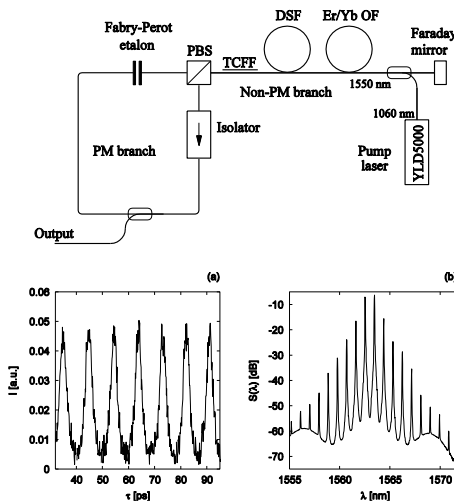 DSF
Er/Yb OF
Fabry-Perot
etalon
PBS
TCFF
Faraday
mirror
Non-PM branch
1550 nm
1060 nm
Isolator
PM branch
Pump
laser
YLD5000
Output
(a)
(b)
0.06
0.05
0.04
0.03
0.02
0.01
0
I [a.u.]
40
50
60
70
80
90
τ [ps]
-10
-20
-30
-40
-50
-60
-70
S(λ) [dB]
1555
1560
1565
1570
λ [nm]